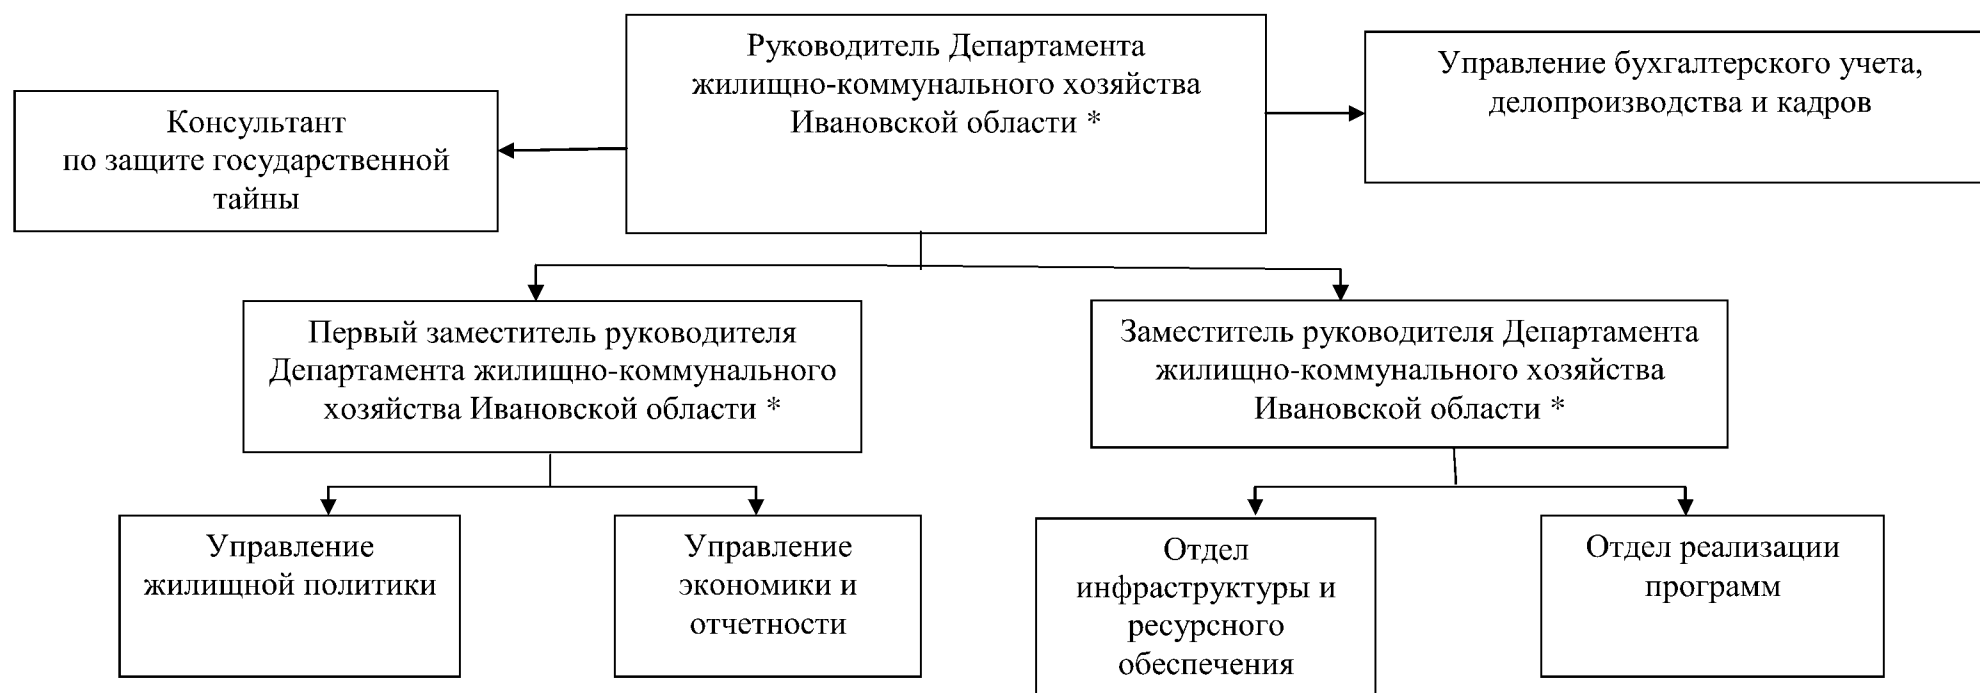 Руководитель Департамента
жилищно-коммунального хозяйства
Ивановской области *
Управление бухгалтерского учета,
делопроизводства и кадров
Консультант
по защите государственной
тайны
Первый заместитель руководителя
Департамента жилищно-коммунального
хозяйства Ивановской области *
Заместитель руководителя Департамента
жилищно-коммунального хозяйства
Ивановской области *
Управление
жилищной политики
Управление
экономики и
отчетности
Отдел
инфраструктуры и
ресурсного
обеспечения
Отдел реализации
программ